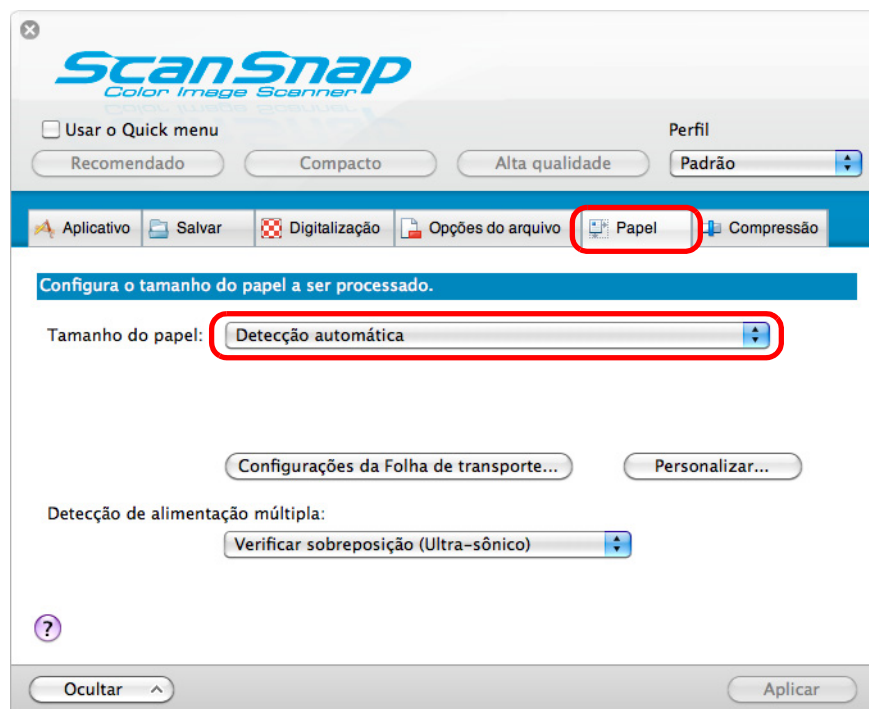 ScanSnap
Color Image Scanner
Usar o Quick menu
Perfil
Recomendado Compacto Alta qualidade Padrão
Aplicativo Salvar Digitalização Opções do arquivo Papel Compressão
Configura o tamanho do papel a ser processado.
Tamanho do papel: Detecção automática
Configurações da Folha de transporte... Personalizar...
Detecção de alimentação múltipla:
Verificar sobreposição (Ultra-sônico)
?
Ocultar Aplicar